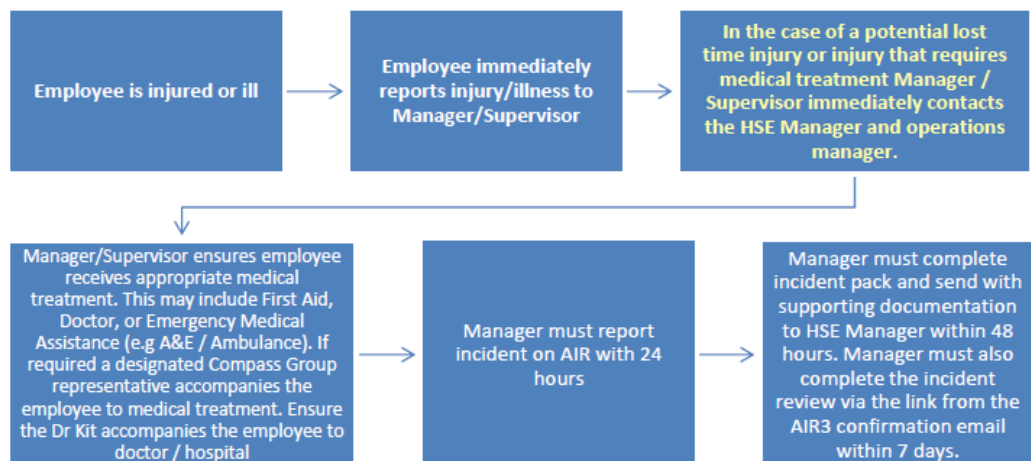 Employee is injured or ill
Employee immediately
reports injury/illness to
Manager/Supervisor
In the case of a potential lost
time injury or injury that requires
medical treatment Manager /
Supervisor immediately contacts
the HSE Manager and operations
manager.
Manager/Supervisor ensures employee
receives appropriate medical
treatment. This may include First Aid,
Doctor, or Emergency Medical
Assistance (e.g A&E / Ambulance). If
required a designated Compass Group
representative accompanies the
employee to medical treatment. Ensure
the Dr Kit accompanies the employee to
doctor / hospital
Manager must report
incident on AIR with 24
hours
Manager must complete
incident pack and send with
supporting documentation
to HSE Manager within 48
hours. Manager must also
complete the incident
review via the link from the
AIR3 confirmation email
within 7 days.